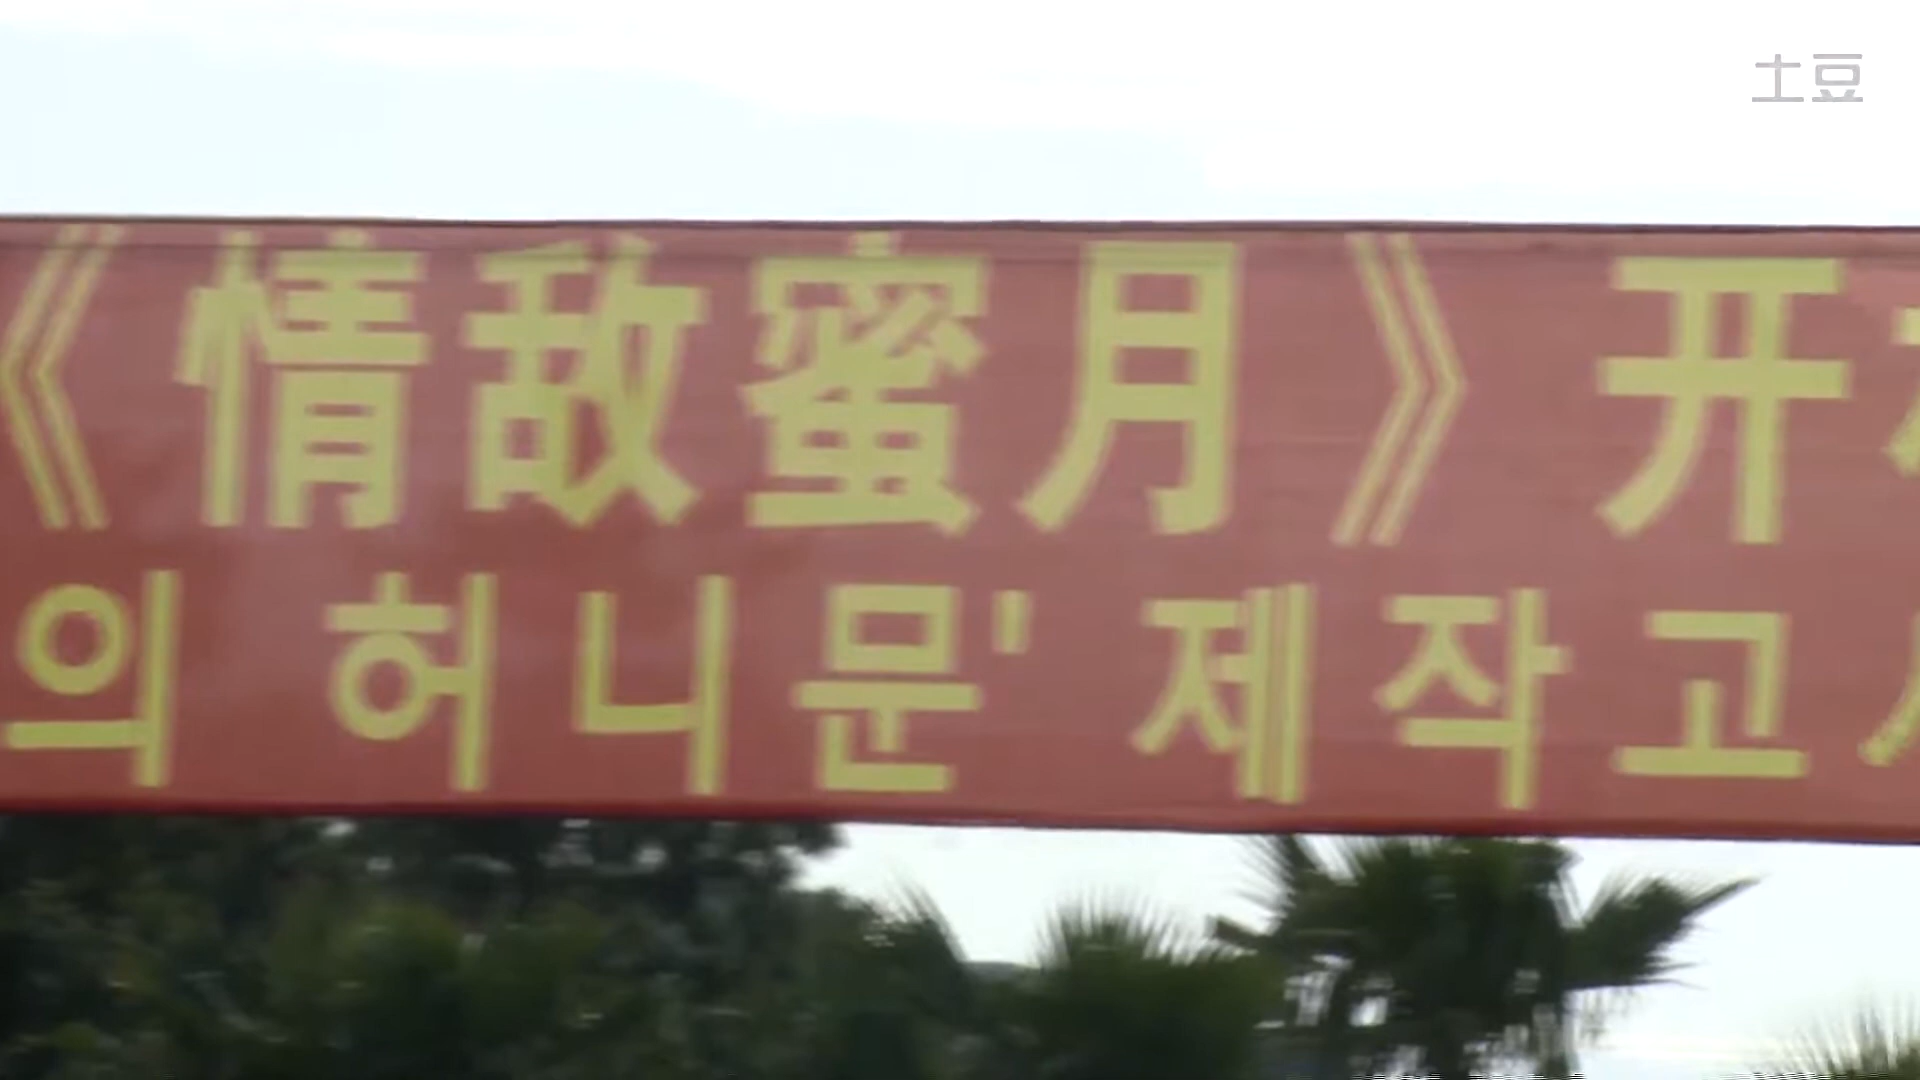 土豆
《情敌蜜月》开
의 허니문' 제작고